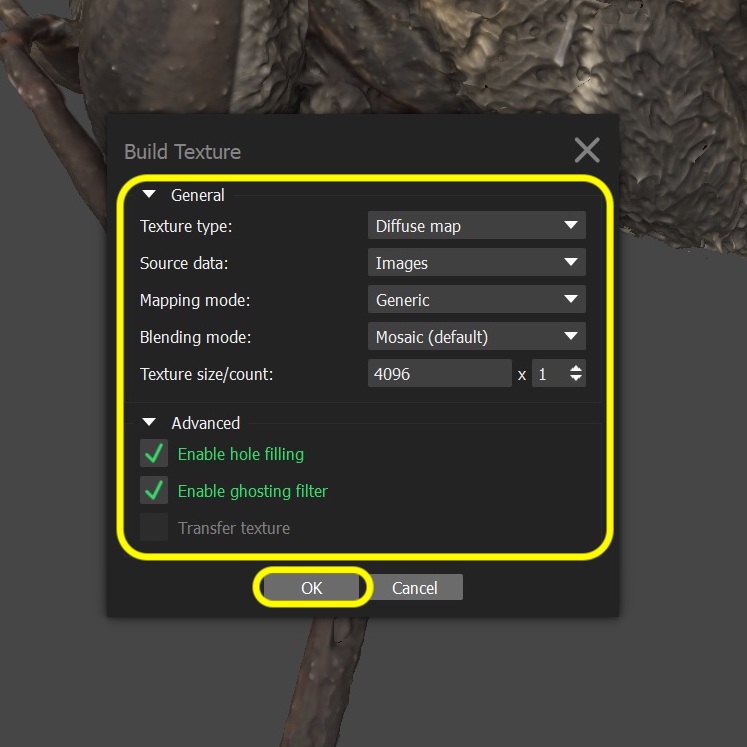 Build Texture
General
Texture type: Diffuse map
Source data: Images
Mapping mode: Generic
Blending mode: Mosaic (default)
Texture size/count: 4096 x 1
Advanced
Enable hole filling
Enable ghosting filter
Transfer texture
OK Cancel